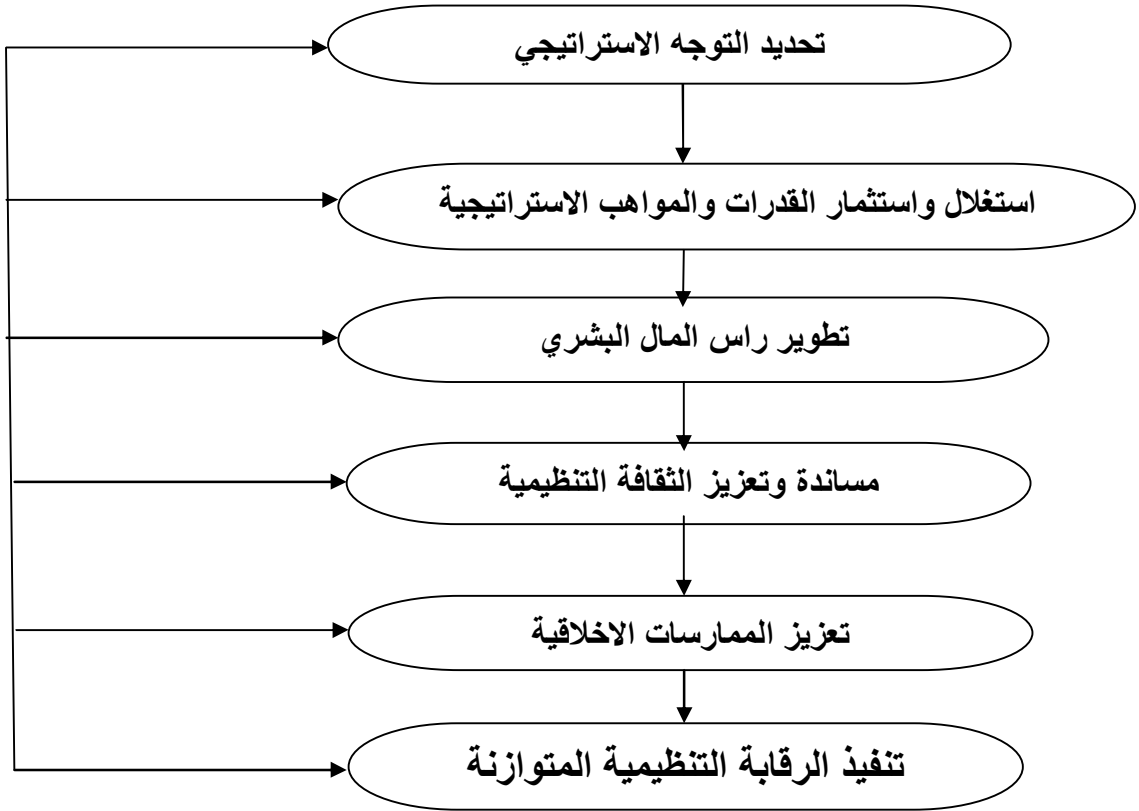 تحديد التوجه الاستراتيجي
استغلال واستثمار القدرات والمواهب الاستراتيجية
تطوير راس المال البشري
مساندة وتعزيز الثقافة التنظيمية
تعزيز الممارسات الاخلاقية
تنفيذ الرقابة التنظيمية المتوازنة